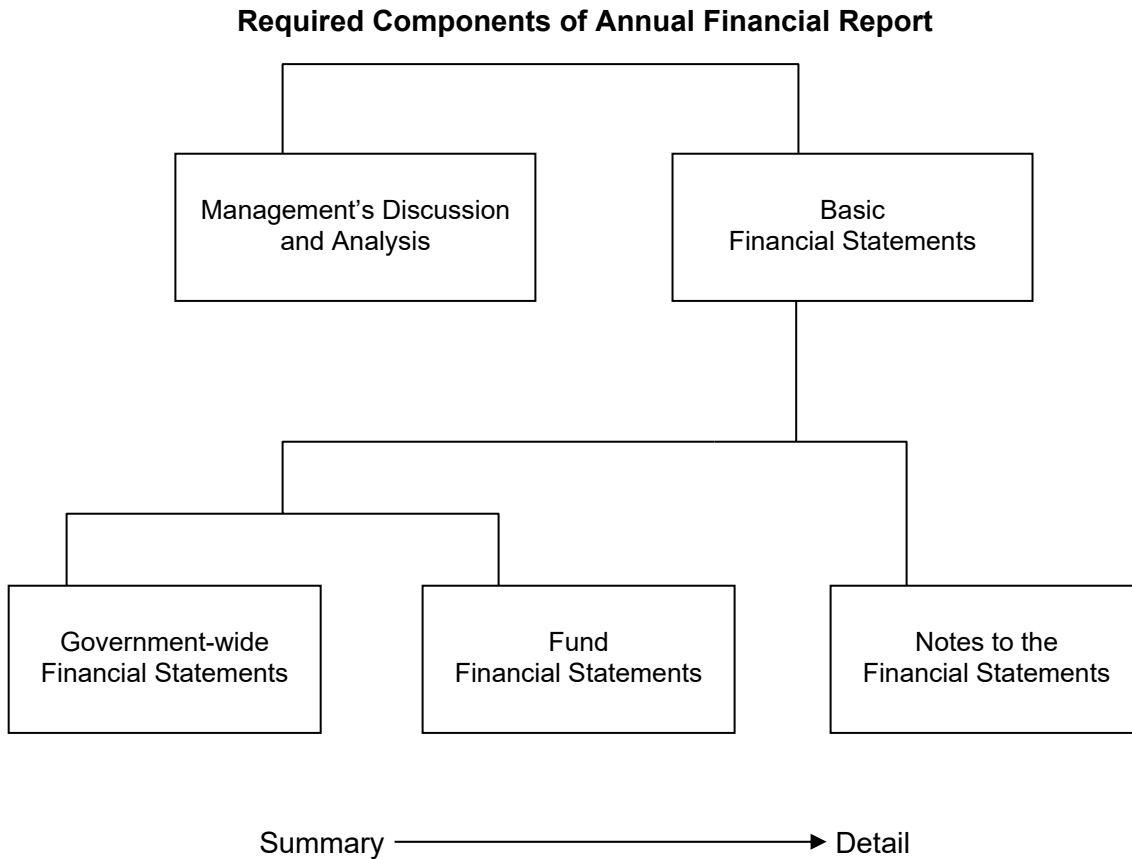 Required Components of Annual Financial Report
Management’s Discussion
and Analysis
Basic
Financial Statements
Government-wide
Financial Statements
Fund
Financial Statements
Notes to the
Financial Statements
Summary
Detail